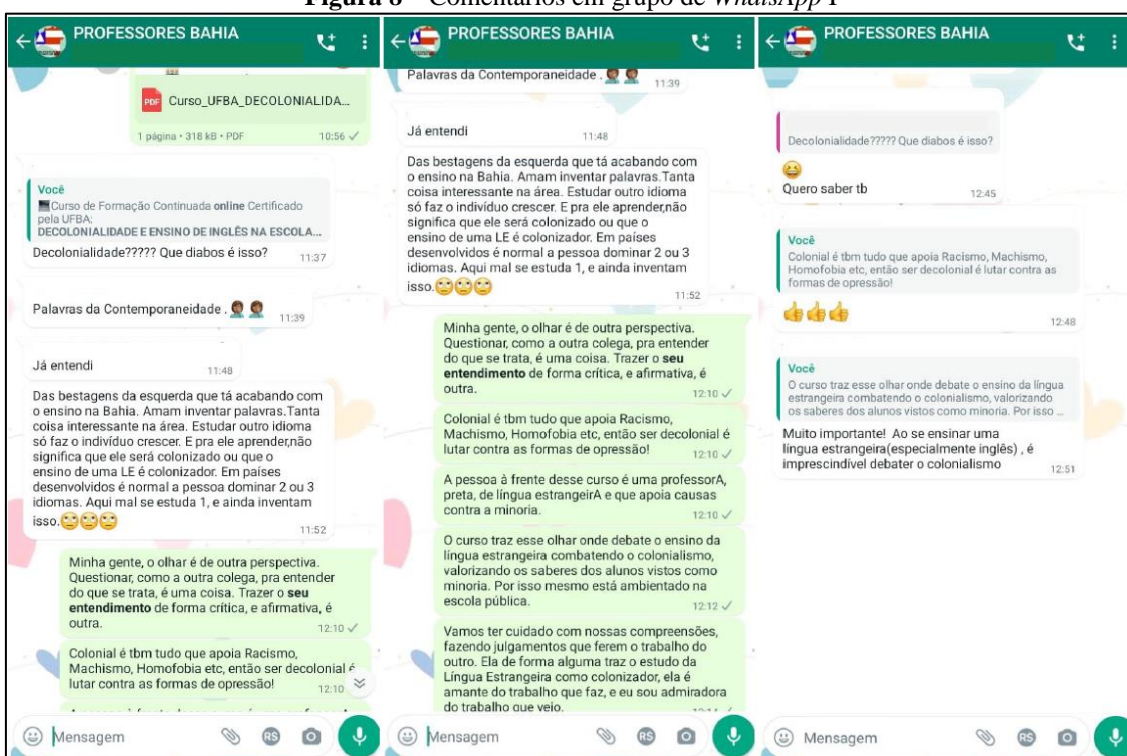 Figura 8 – Comentários em grupo de WhatsApp I
PROFESSORES BAHIA
PDF
Curso_UFBA_DECOLONIALIDA...
1 página • 318 kB • PDF
10:56
Você
Curso de Formação Continuada online Certificado
pela UFBA:
DECOLONIALIDADE E ENSINO DE INGLÊS NA ESCOLA...
Decolonialidade????? Que diabos é isso?
11:37
Palavras da Contemporaneidade .
11:39
Já entendi
11:48
Das bestagens da esquerda que tá acabando com
o ensino na Bahia. Amam inventar palavras.Tanta
coisa interessante na área. Estudar outro idioma
só faz o indivíduo crescer. E pra ele aprender,não
significa que ele será colonizado ou que o
ensino de uma LE é colonizador. Em países
desenvolvidos é normal a pessoa dominar 2 ou 3
idiomas. Aqui mal se estuda 1, e ainda inventam
isso.🙄🙄🙄
11:52
Minha gente, o olhar é de outra perspectiva.
Questionar, como a outra colega, pra entender
do que se trata, é uma coisa. Trazer o seu
entendimento de forma crítica, e afirmativa, é
outra.
12:10
Colonial é tbm tudo que apoia Racismo,
Machismo, Homofobia etc, então ser decolonial é
lutar contra as formas de opressão!
12:10
Mensagem
RS
PROFESSORES BAHIA
Palavras da Contemporaneidade .
11:39
Já entendi
11:48
Das bestagens da esquerda que tá acabando com
o ensino na Bahia. Amam inventar palavras.Tanta
coisa interessante na área. Estudar outro idioma
só faz o indivíduo crescer. E pra ele aprender,não
significa que ele será colonizado ou que o
ensino de uma LE é colonizador. Em países
desenvolvidos é normal a pessoa dominar 2 ou 3
idiomas. Aqui mal se estuda 1, e ainda inventam
isso.🙄🙄🙄
11:52
Minha gente, o olhar é de outra perspectiva.
Questionar, como a outra colega, pra entender
do que se trata, é uma coisa. Trazer o seu
entendimento de forma crítica, e afirmativa, é
outra.
12:10
Colonial é tbm tudo que apoia Racismo,
Machismo, Homofobia etc, então ser decolonial é
lutar contra as formas de opressão!
12:10
A pessoa à frente desse curso é uma professorA,
preta, de língua estrangeirA e que apoia causas
contra a minoria.
12:10
O curso traz esse olhar onde debate o ensino da
língua estrangeira combatendo o colonialismo,
valorizando os saberes dos alunos vistos como
minoria. Por isso mesmo está ambientado na
escola pública.
12:12
Vamos ter cuidado com nossas compreensões,
fazendo julgamentos que ferem o trabalho do
outro. Ela de forma alguma traz o estudo da
Língua Estrangeira como colonizador, ela é
amante do trabalho que faz, e eu sou admiradora
do trabalho que vejo.
Mensagem
RS
PROFESSORES BAHIA
Decolonialidade????? Que diabos é isso?
😆
Quero saber tb
12:45
Você
Colonial é tbm tudo que apoia Racismo, Machismo,
Homofobia etc, então ser decolonial é lutar contra as
formas de opressão!
👍👍👍
12:48
Você
O curso traz esse olhar onde debate o ensino da língua
estrangeira combatendo o colonialismo, valorizando
os saberes dos alunos vistos como minoria. Por isso ...
Muito importante! Ao se ensinar uma
língua estrangeira(especialmente inglês) , é
imprescindível debater o colonialismo
12:51
Mensagem
RS